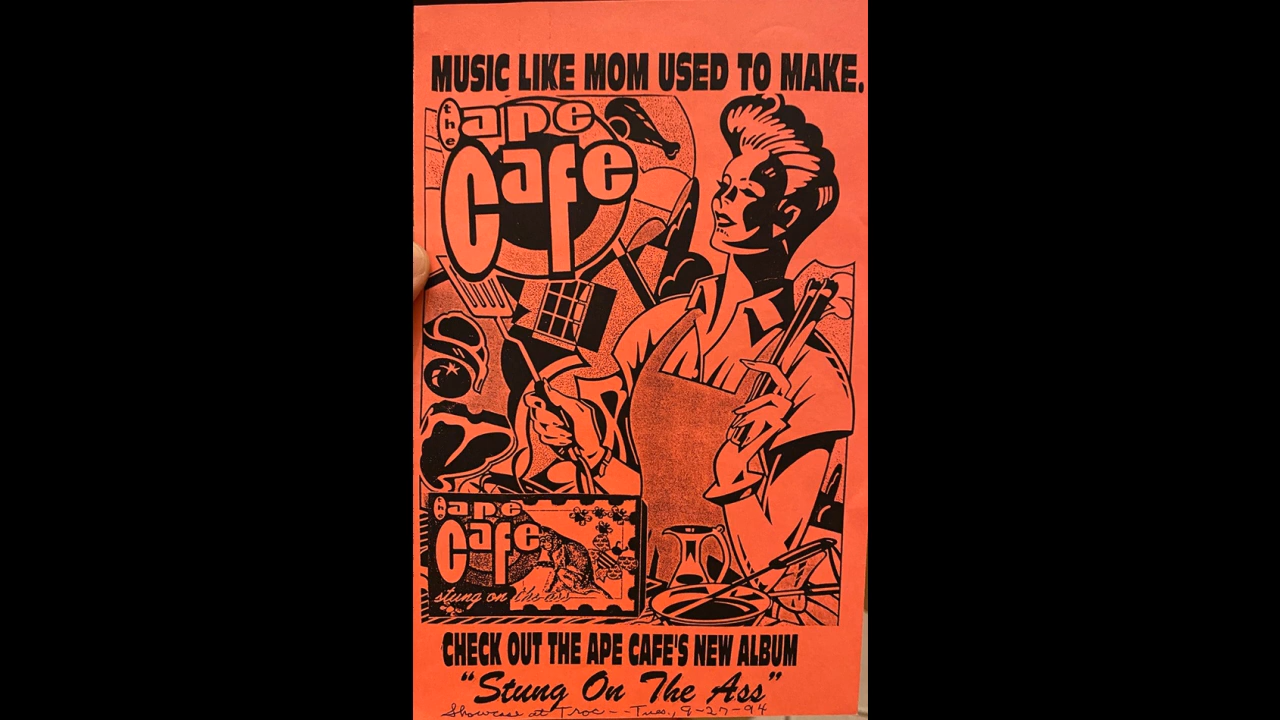 MUSIC LIKE MOM USED TO MAKE.
the ape
cafe
the ape
cafe
stung on the ass
CHECK OUT THE APE CAFE'S NEW ALBUM
"Stung On The Ass"
Showcase at Troc -- Tues., 9-27-94